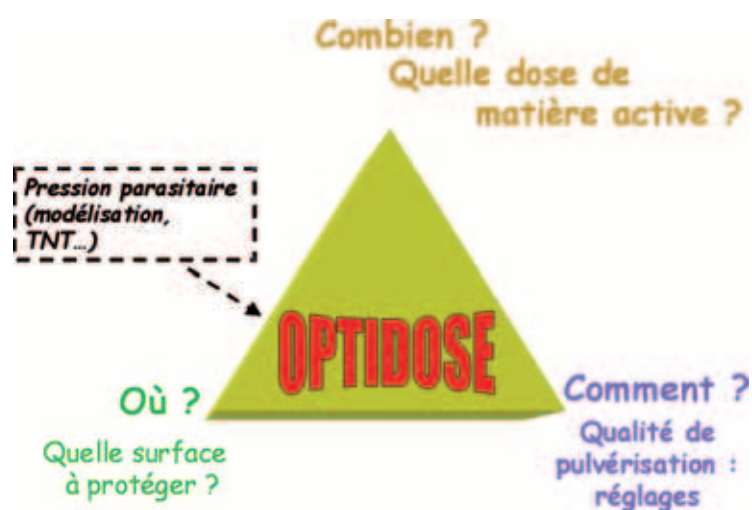 Combien ?
Quelle dose de
matière active ?
Pression parasitaire
(modélisation,
TNT...)
OPTIDOSE
Où ?
Quelle surface
à protéger ?
Comment ?
Qualité de
pulvérisation :
réglages